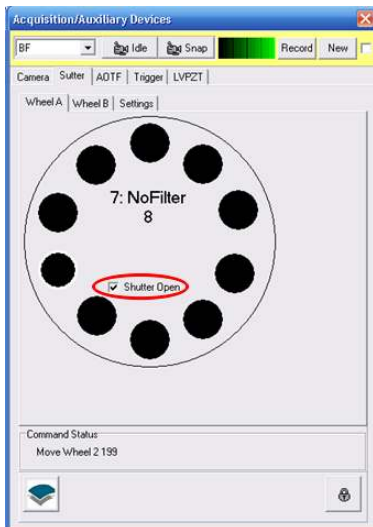 Acquisition/Auxiliary Devices
BF Idle Snap Record New
Camera Sutter AOTF Trigger LVPZT
Wheel A Wheel B Settings
7: NoFilter
8
Shutter Open
Command Status
Move Wheel 2 199